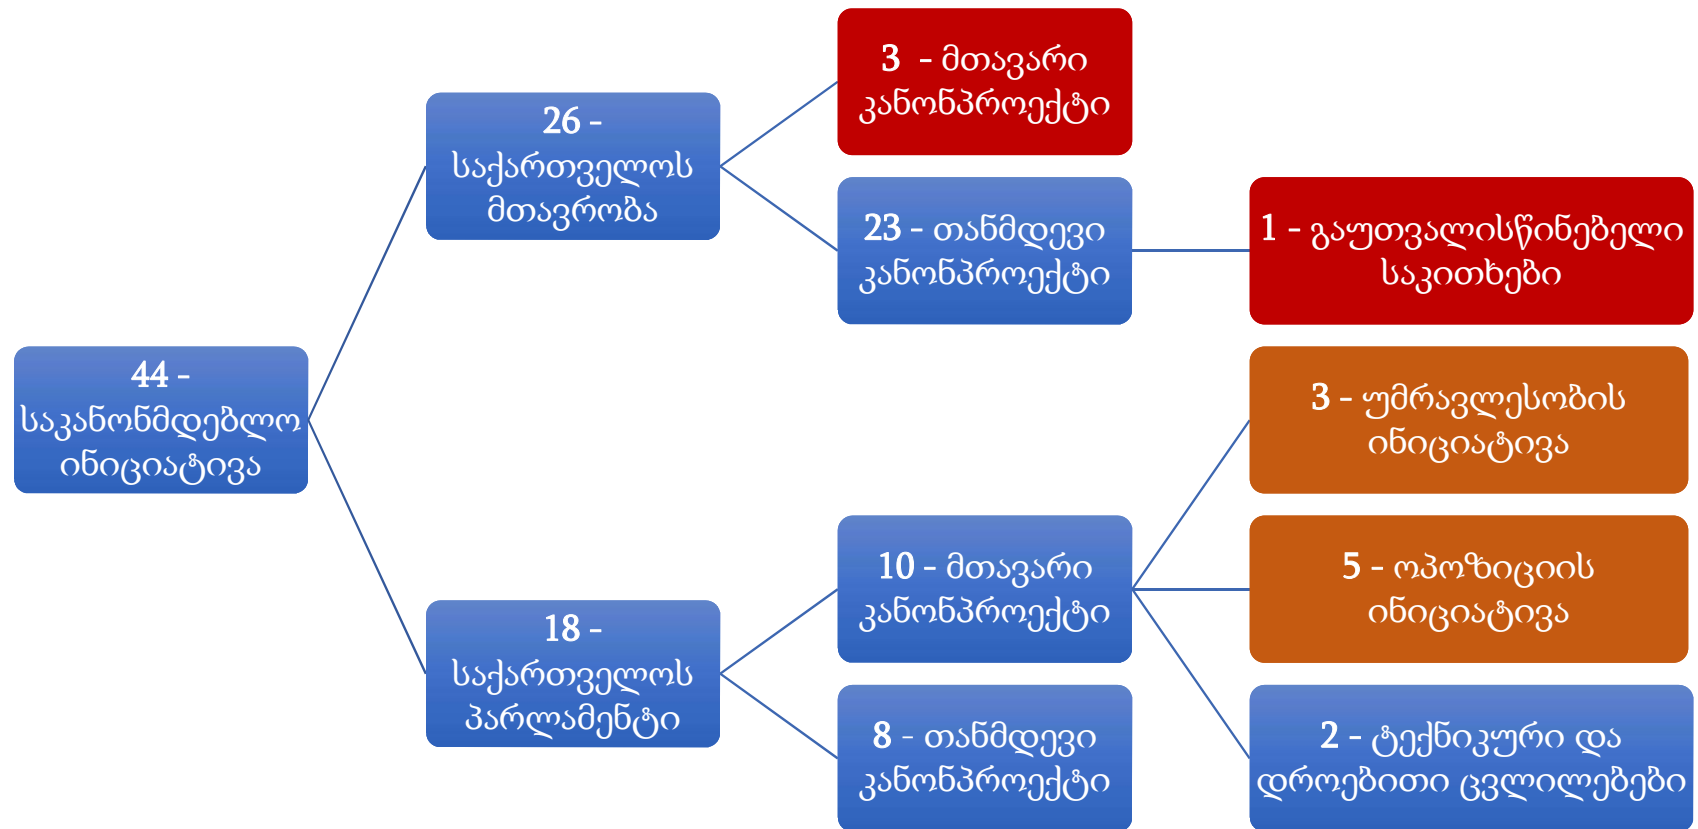 44 -
საკანონმდებლო
ინიციატივა
26 -
საქართველოს
მთავრობა
18 -
საქართველოს
პარლამენტი
3 - მთავარი
კანონპროექტი
23 - თანმდევი
კანონპროექტი
10 - მთავარი
კანონპროექტი
8 - თანმდევი
კანონპროექტი
1 - გაუთვალისწინებელი
საკითხები
3 - უმრავლესობის
ინიციატივა
5 - ოპოზიციის
ინიციატივა
2 - ტექნიკური და
დროებითი ცვლილებები